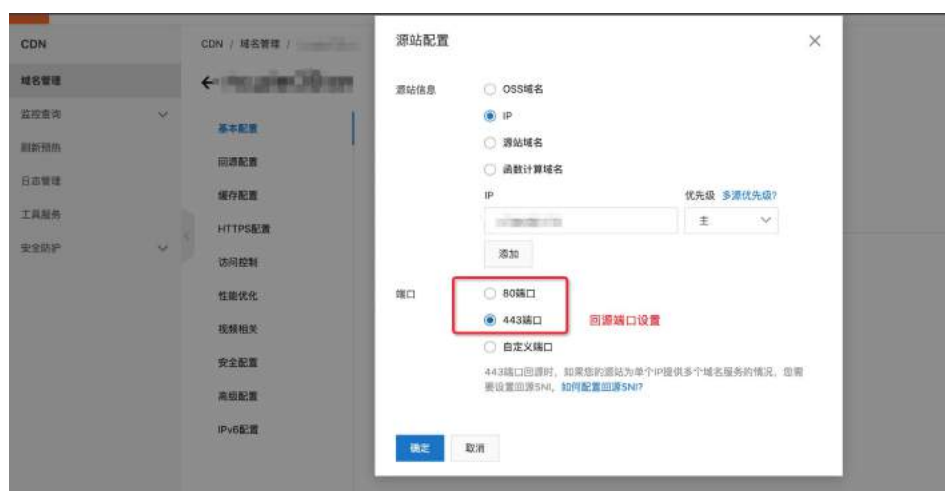 CDN
域名管理
监控查询
刷新预热
日志管理
工具服务
安全防护
CDN / 域名管理 /
基本配置
回源配置
缓存配置
HTTPS配置
访问控制
性能优化
视频相关
安全配置
高级配置
IPv6配置
源站配置
源站信息
OSS域名
IP
源站域名
函数计算域名
IP
优先级 多源优先级?
主
添加
端口
80端口
443端口
回源端口设置
自定义端口
443端口回源时,如果您的源站为单个IP提供多个域名服务的情况,您需
要设置回源SNI。如何配置回源SNI?
确定
取消